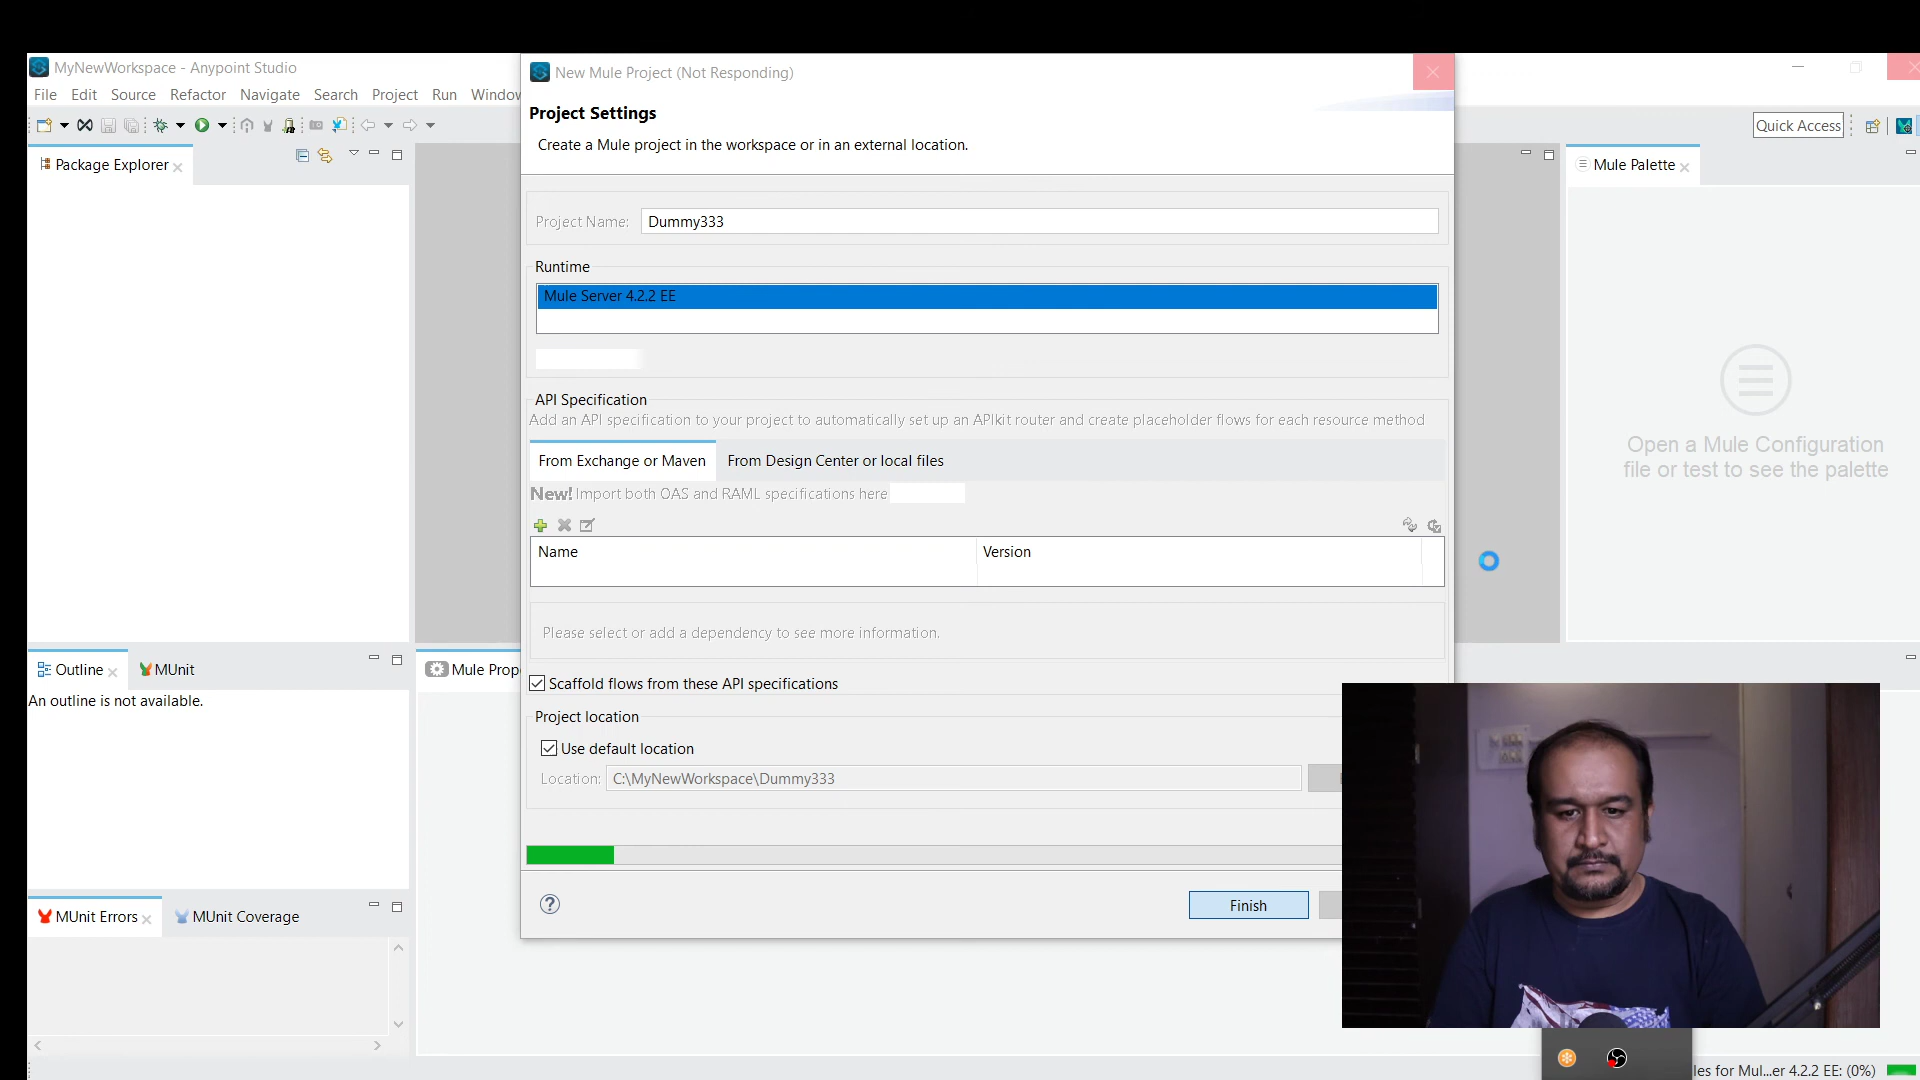 MyNewWorkspace - Anypoint Studio
New Mule Project (Not Responding)
File Edit Source Refactor Navigate Search Project Run Window
Project Settings
Create a Mule project in the workspace or in an external location.
Quick Access
Package Explorer
Mule Palette
Project Name: Dummy333
Runtime
Mule Server 4.2.2 EE
API Specification
Add an API specification to your project to automatically set up an APIkit router and create placeholder flows for each resource method
From Exchange or Maven From Design Center or local files
New! Import both OAS and RAML specifications here
Name Version
Open a Mule Configuration
file or test to see the palette
Please select or add a dependency to see more information.
Outline MUnit
Mule Prop
An outline is not available.
Scaffold flows from these API specifications
Project location
Use default location
Location: C:\MyNewWorkspace\Dummy333
Finish
MUnit Errors MUnit Coverage
les for Mul...er 4.2.2 EE: (0%)